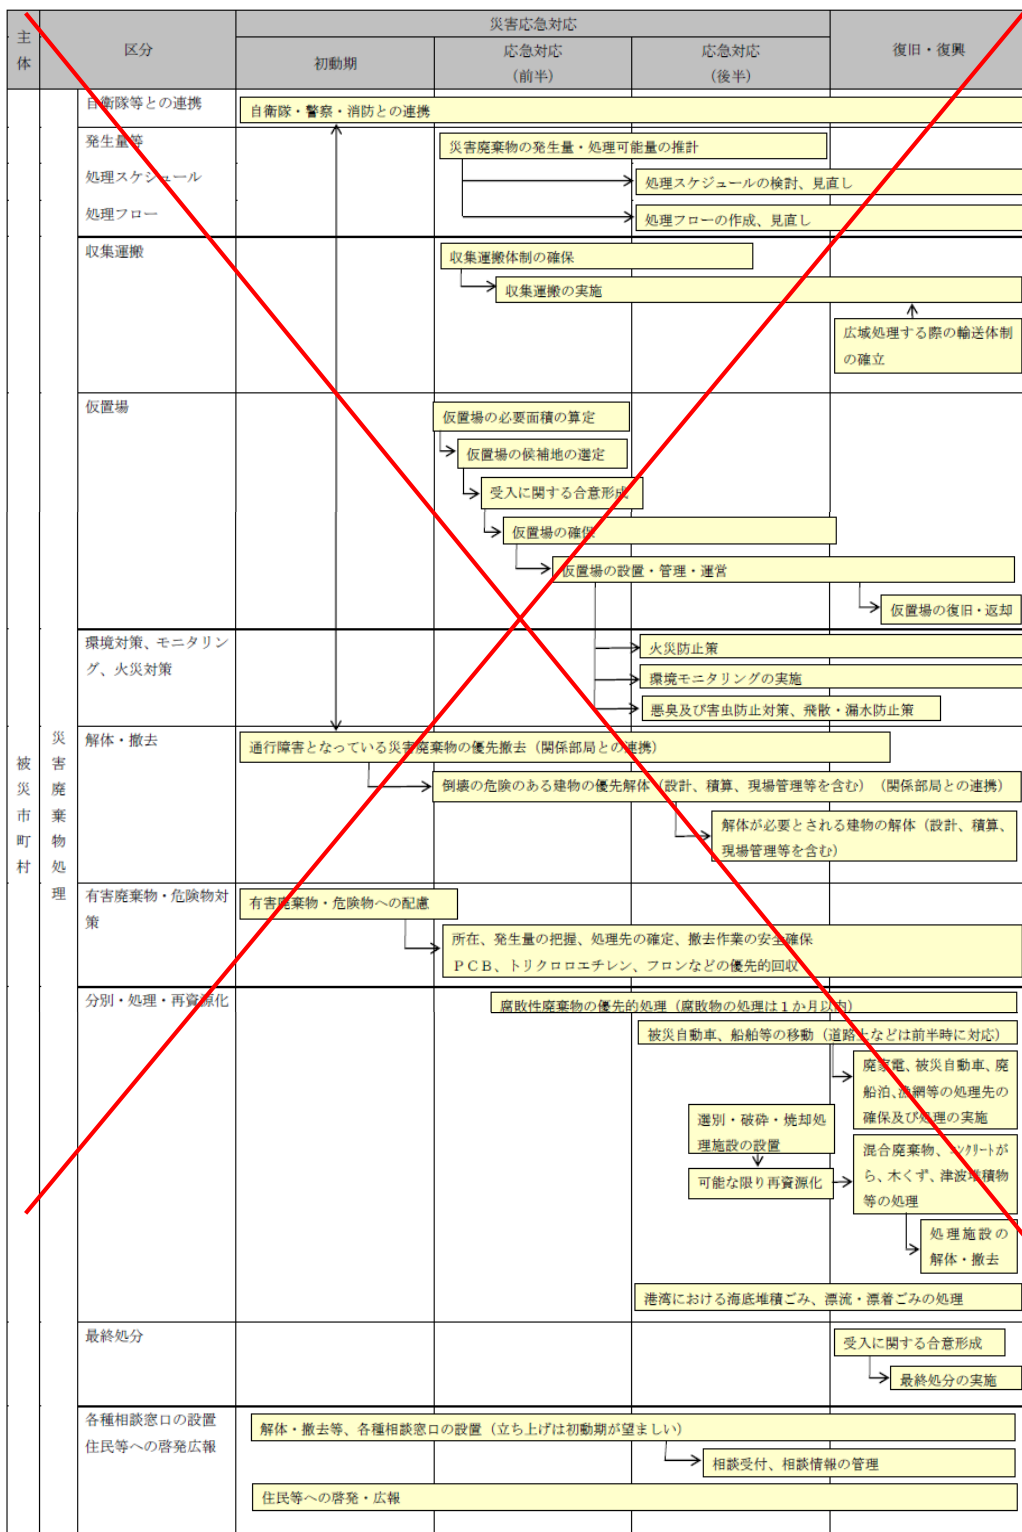 主体
区分
災害応急対応
初動期
応急対応
(前半)
応急対応
(後半)
復旧・復興
被災市町村
災害廃棄物処理
自衛隊等との連携
自衛隊・警察・消防との連携
発生量等
災害廃棄物の発生量・処理可能量の推計
処理スケジュール
処理スケジュールの検討、見直し
処理フロー
処理フローの作成、見直し
収集運搬
収集運搬体制の確保
収集運搬の実施
広域処理する際の輸送体制
の確立
仮置場
仮置場の必要面積の算定
仮置場の候補地の選定
受入に関する合意形成
仮置場の確保
仮置場の設置・管理・運営
仮置場の復旧・返却
環境対策、モニタリン
グ、火災対策
火災防止策
環境モニタリングの実施
悪臭及び害虫防止対策、飛散・漏水防止策
解体・撤去
通行障害となっている災害廃棄物の優先撤去（関係部局との連携）
倒壊の危険のある建物の優先解体（設計、積算、現場管理等を含む）（関係部局との連携）
解体が必要とされる建物の解体（設計、積算、
現場管理等を含む）
有害廃棄物・危険物対
策
有害廃棄物・危険物への配慮
所在、発生量の把握、処理先の確定、撤去作業の安全確保
ＰＣＢ、トリクロロエチレン、フロンなどの優先的回収
分別・処理・再資源化
腐敗性廃棄物の優先的処理（腐敗物の処理は１か月以内）
被災自動車、船舶等の移動（道路上などは前半時に対応）
廃家電、被災自動車、廃
船泊、漁網等の処理先の
確保及び処理の実施
選別・破砕・焼却処
理施設の設置
可能な限り再資源化
混合廃棄物、ｺﾝｸﾘｰﾄが
ら、木くず、津波堆積物
等の処理
処理施設の
解体・撤去
港湾における海底堆積ごみ、漂流・漂着ごみの処理
最終処分
受入に関する合意形成
最終処分の実施
各種相談窓口の設置
住民等への啓発広報
解体・撤去等、各種相談窓口の設置（立ち上げは初動期が望ましい）
相談受付、相談情報の管理
住民等への啓発・広報